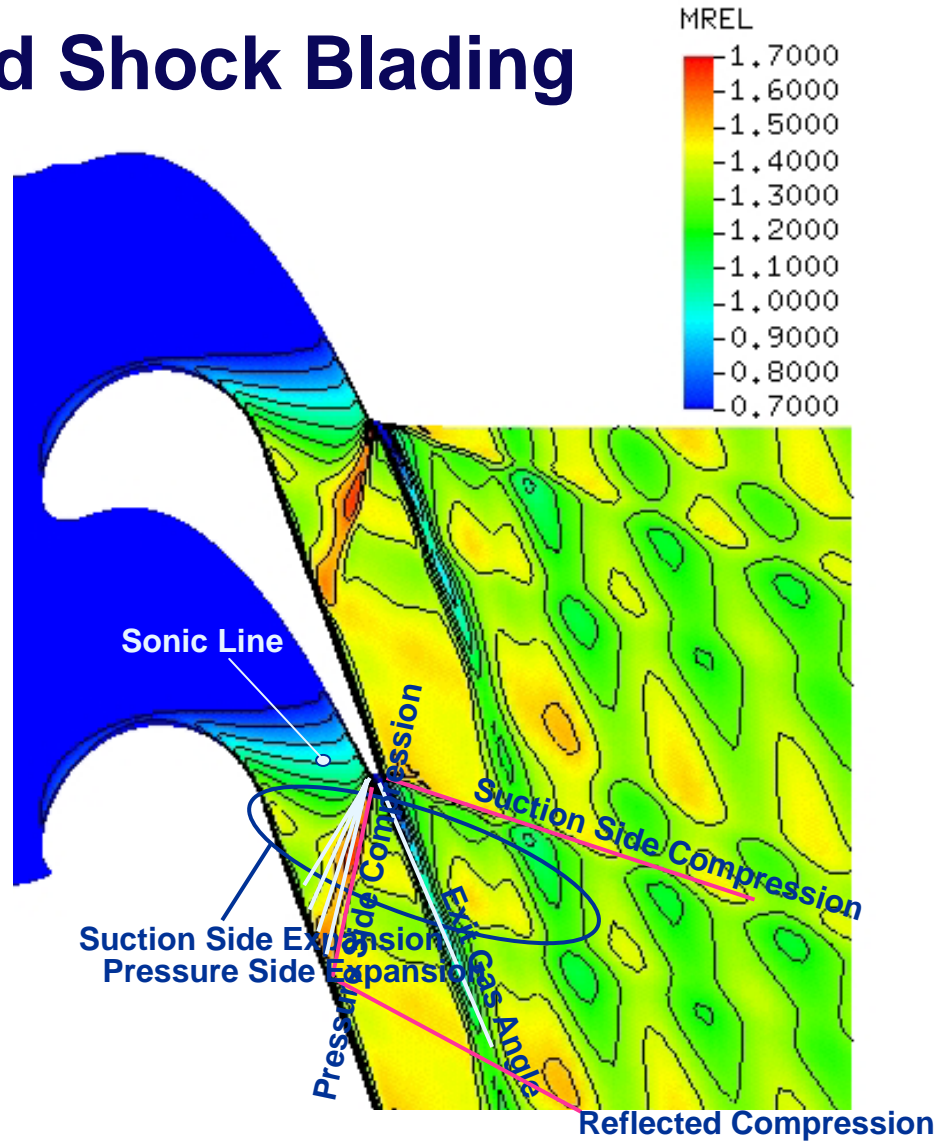 MREL
d Shock Blading
1.7000
1.6000
1.5000
1.4000
1.3000
1.2000
1.1000
1.0000
0.9000
0.8000
0.7000
Sonic Line
Pressure Side Compression
Suction Side Compression
Exit Gas Angle
Suction Side Expansion
Pressure Side Expansion
Reflected Compression